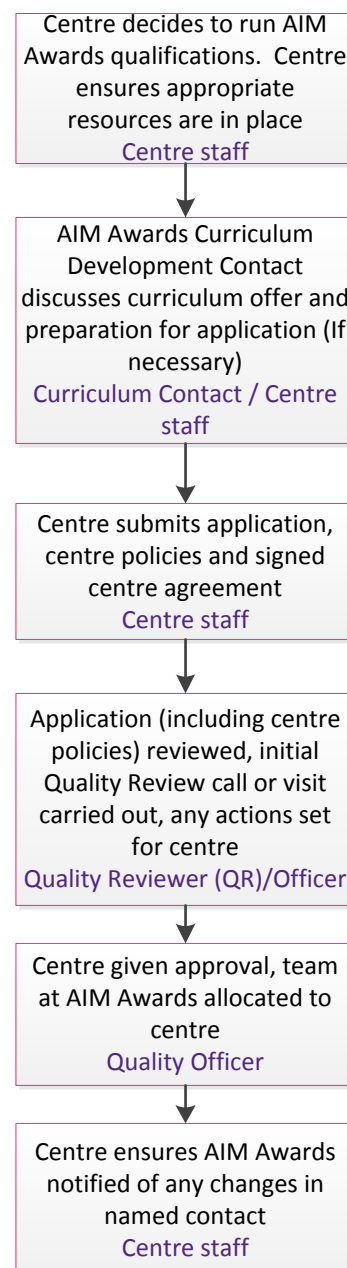 Centre decides to run AIM
Awards qualifications.  Centre
ensures appropriate
resources are in place
Centre staff
AIM Awards Curriculum
Development Contact
discusses curriculum offer and
preparation for application (If
necessary)
Curriculum Contact / Centre
staff
Centre submits application,
centre policies and signed
centre agreement
Centre staff
Application (including centre
policies) reviewed, initial
Quality Review call or visit
carried out, any actions set
for centre
Quality Reviewer (QR)/Officer
Centre given approval, team
at AIM Awards allocated to
centre
Quality Officer
Centre ensures AIM Awards
notified of any changes in
named contact
Centre staff